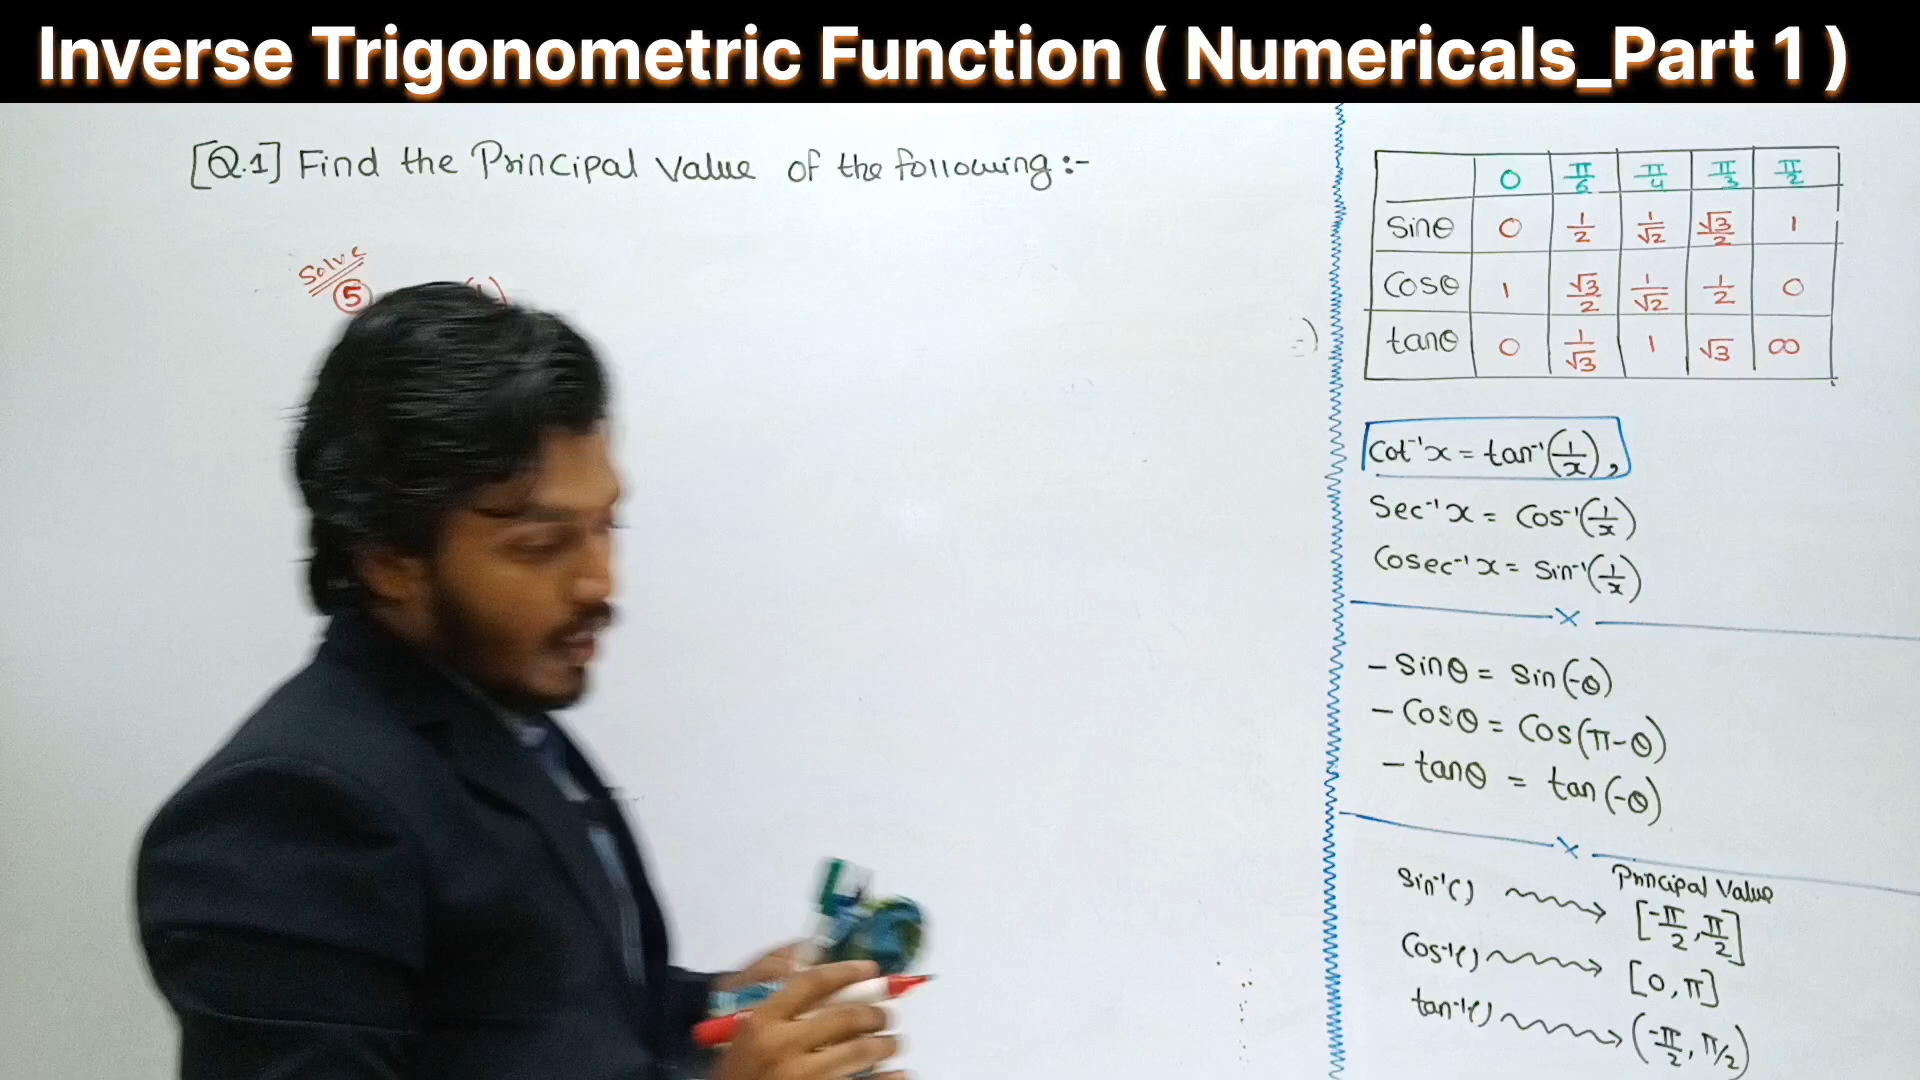 Inverse Trigonometric Function ( Numericals_Part 1 )
[Q.1] Find the Principal Value of the following :-
Solve
5
0 π/6 π/4 π/3 π/2
Sinθ 0 1/2 1/√2 √3/2 1
Cosθ 1 √3/2 1/√2 1/2 0
tanθ 0 1/√3 1 √3 ∞
Cot⁻¹x = tan⁻¹(1/x),
Sec⁻¹x = Cos⁻¹(1/x)
Cosec⁻¹x = Sin⁻¹(1/x)
- Sinθ = Sin(-θ)
- Cosθ = Cos(π-θ)
- tanθ = tan(-θ)
Principal Value
Sin⁻¹() [-π/2, π/2]
Cos⁻¹() [0, π]
tan⁻¹() (-π/2, π/2)